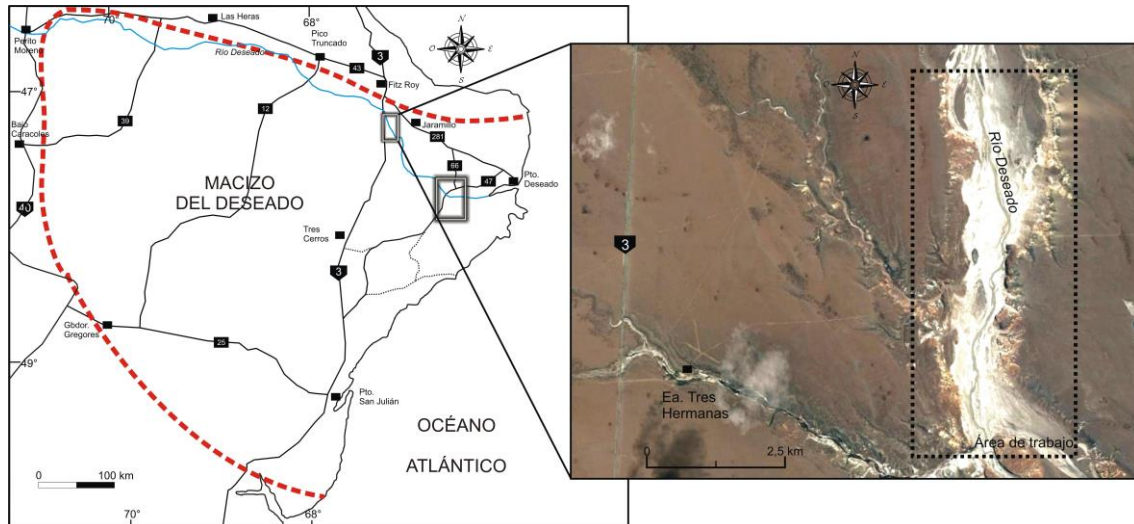 70°
68°
Las Heras
Perito
Moreno
Río Deseado
Pico
Truncado
3
N
O
E
S
43
Fitz Roy
47°
12
39
Bajo
Caracoles
Jaramillo
281
66
47
Pto.
Deseado
MACIZO
DEL DESEADO
40
Tres
Cerros
3
Gbdor.
Gregores
25
49°
Pto.
San Julián
OCÉANO
ATLÁNTICO
0 100 km
70°
68°
N
E
S
Río Deseado
3
Ea. Tres
Hermanas
0 2,5 km
Área de trabajo